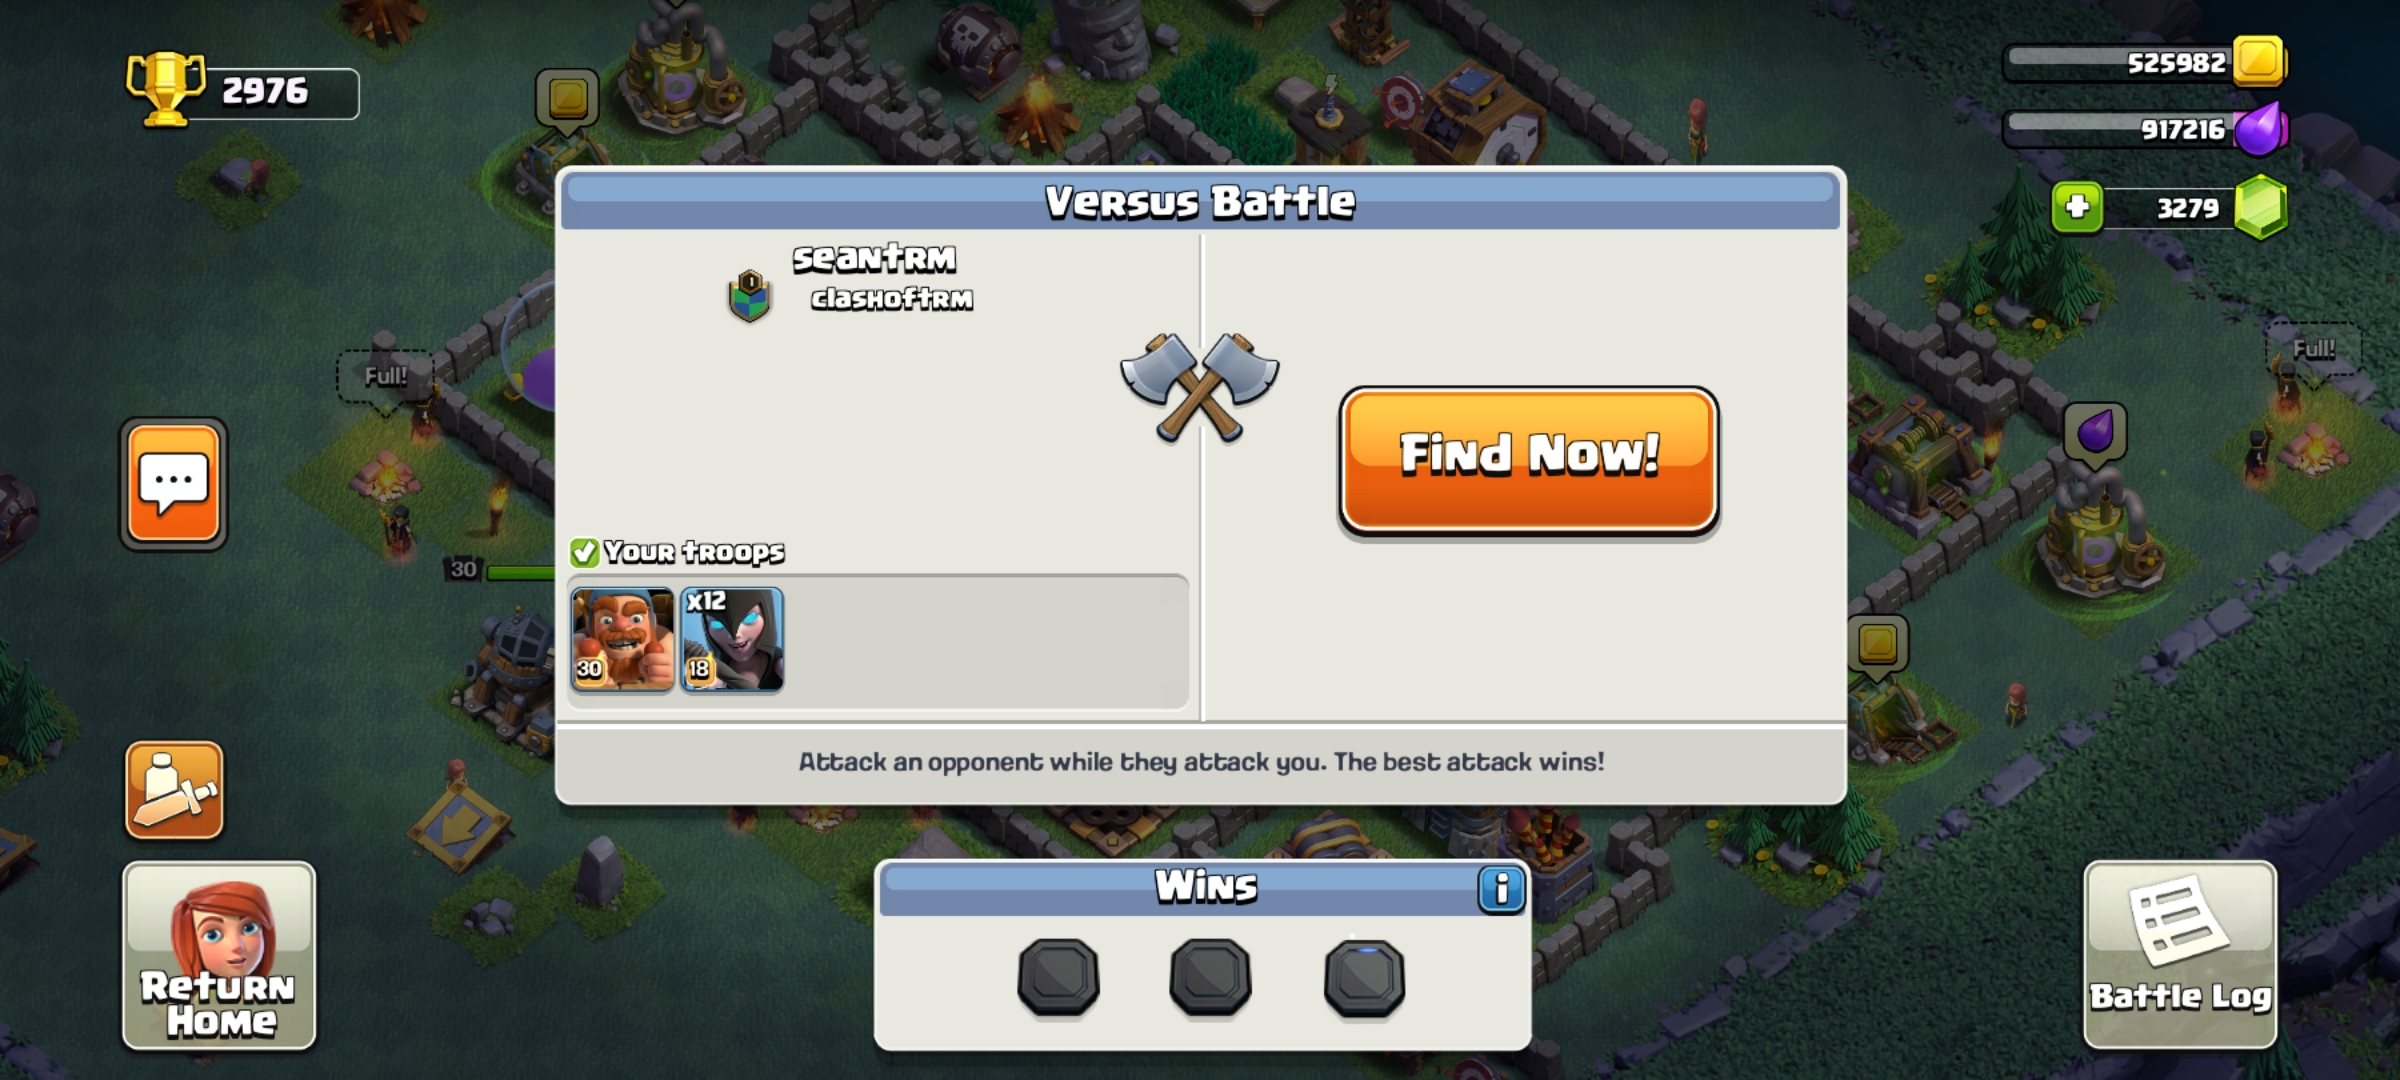 2976
525982
917216
3279
Versus Battle
seantrm
1
clashoftrm
Full!
Full!
Find Now!
30
Your troops
x12
30
18
Attack an opponent while they attack you. The best attack wins!
Wins
i
Return
Home
Battle Log